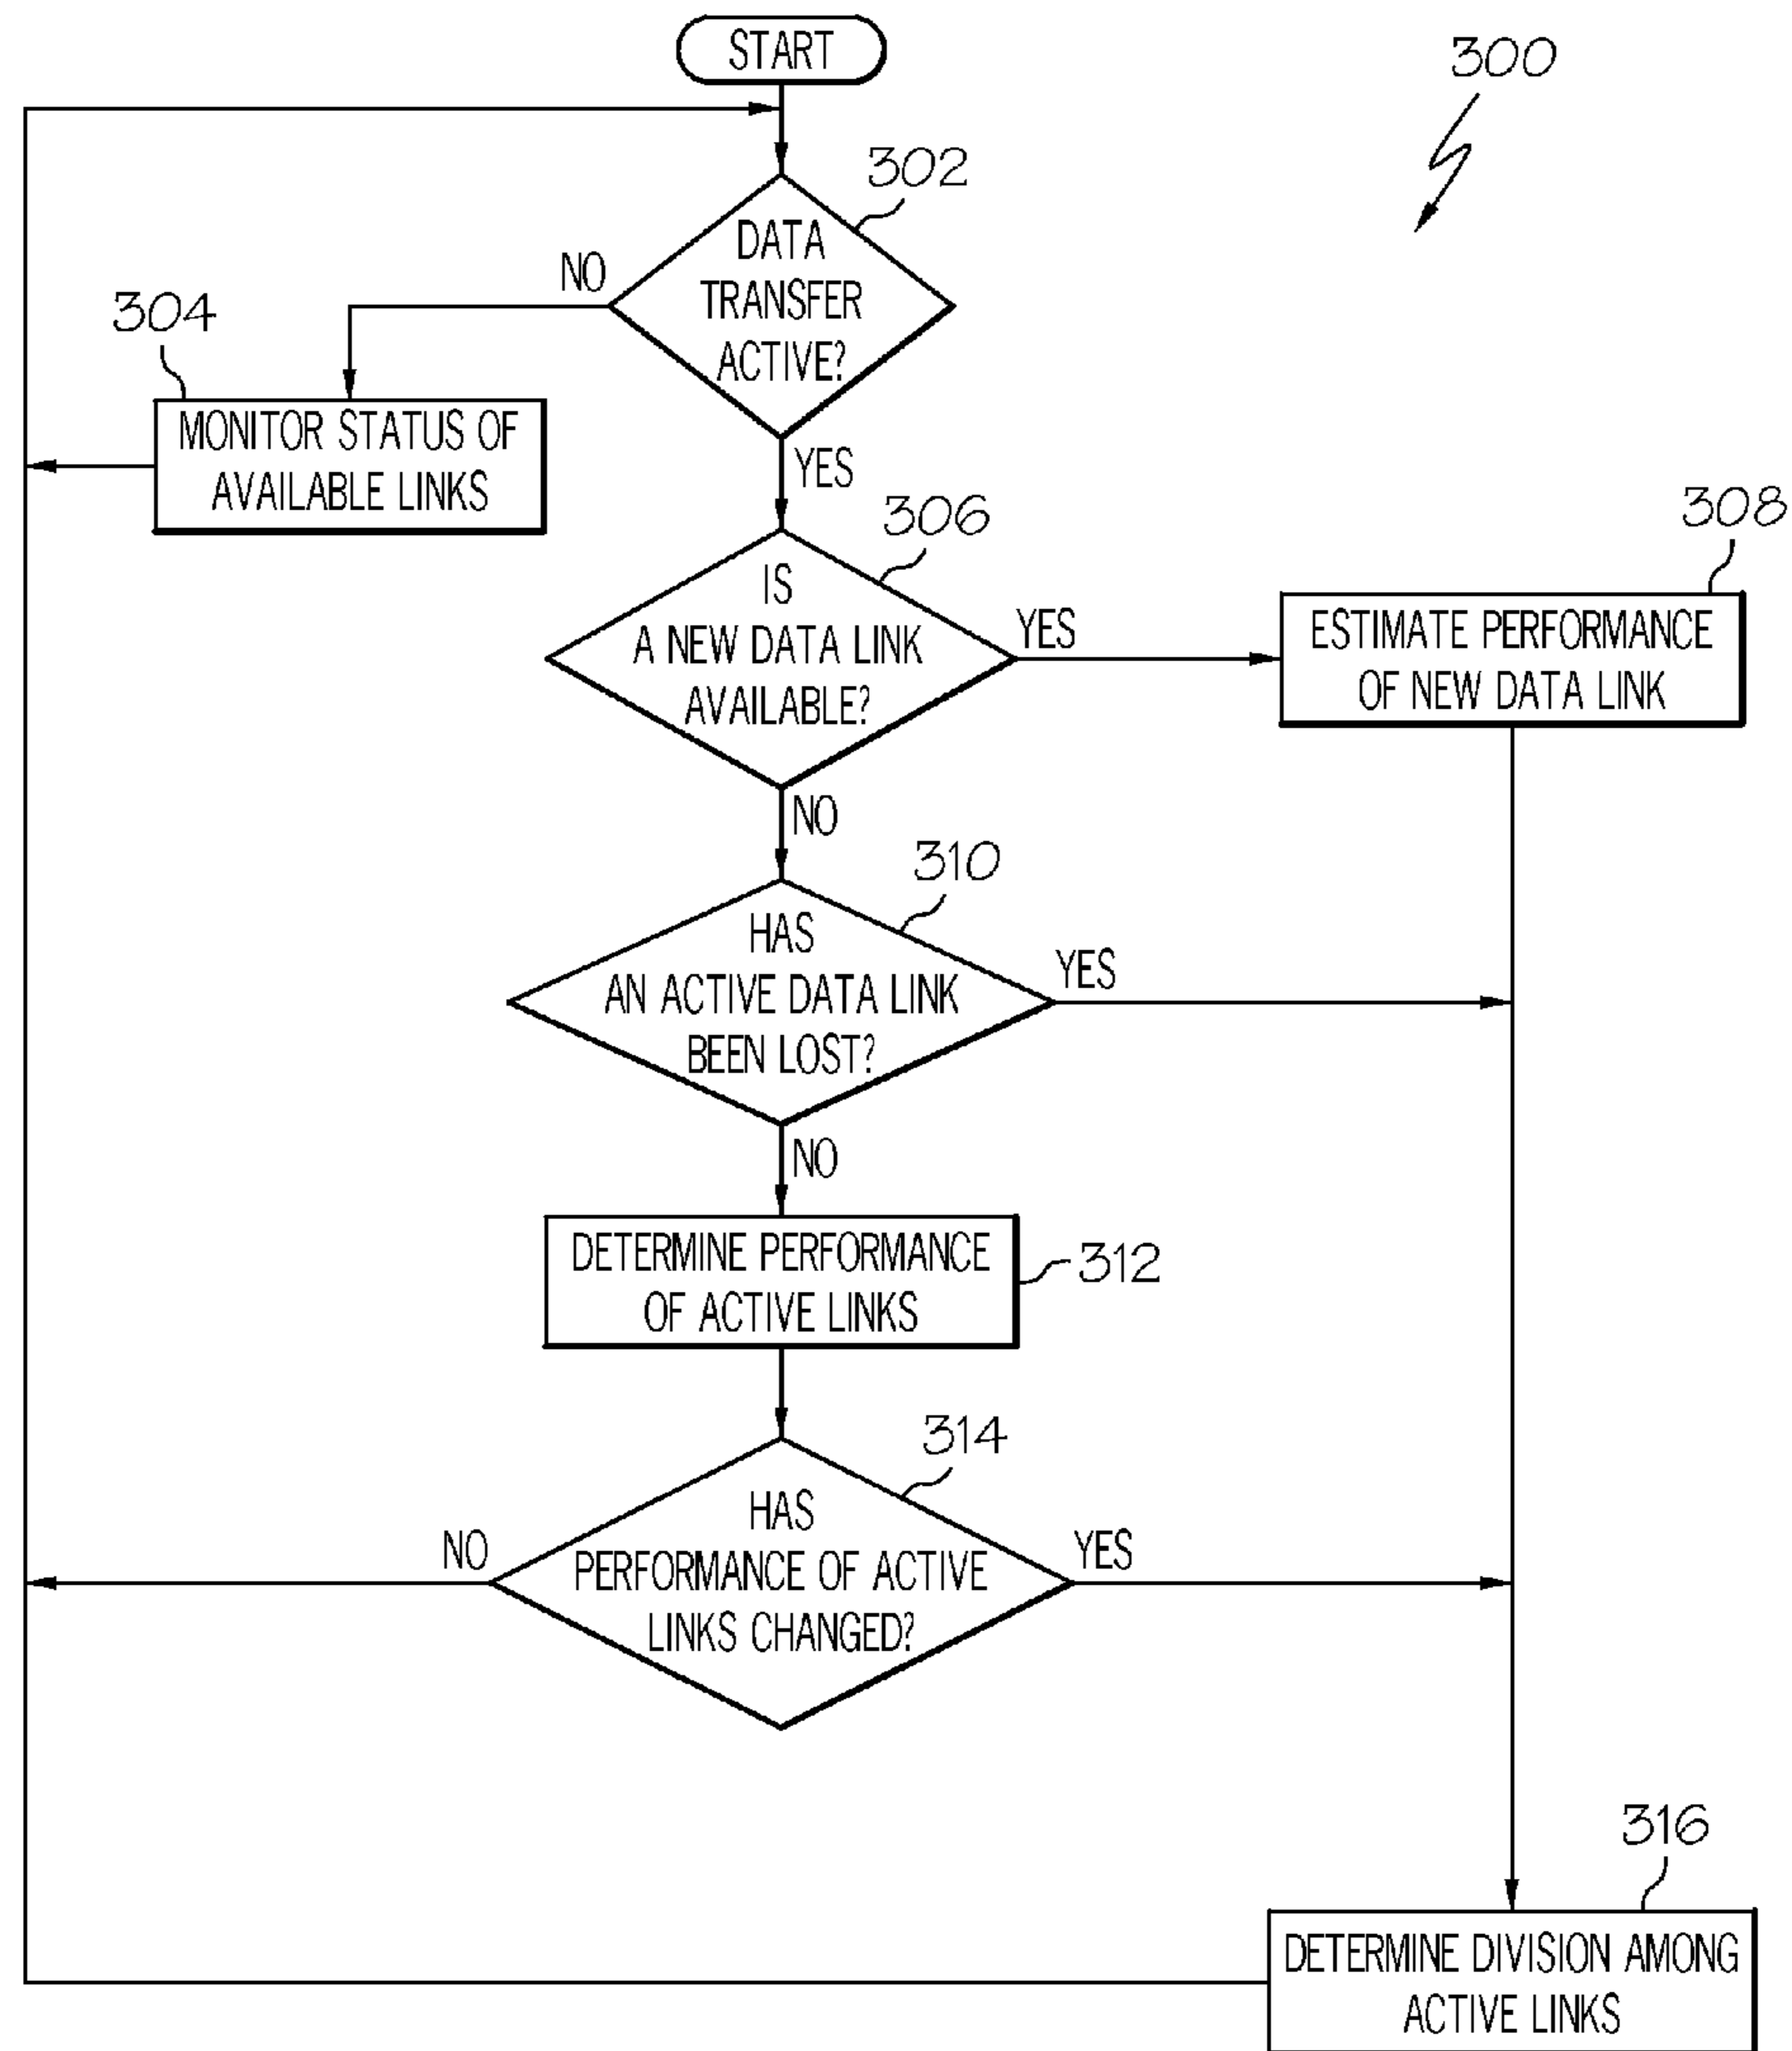 START
300
302
DATA
TRANSFER
ACTIVE?
NO
304
MONITOR STATUS OF
AVAILABLE LINKS
YES
306
308
IS
A NEW DATA LINK
AVAILABLE?
YES
ESTIMATE PERFORMANCE
OF NEW DATA LINK
NO
310
HAS
AN ACTIVE DATA LINK
BEEN LOST?
YES
NO
DETERMINE PERFORMANCE
OF ACTIVE LINKS
312
314
HAS
PERFORMANCE OF ACTIVE
LINKS CHANGED?
NO
YES
316
DETERMINE DIVISION AMONG
ACTIVE LINKS